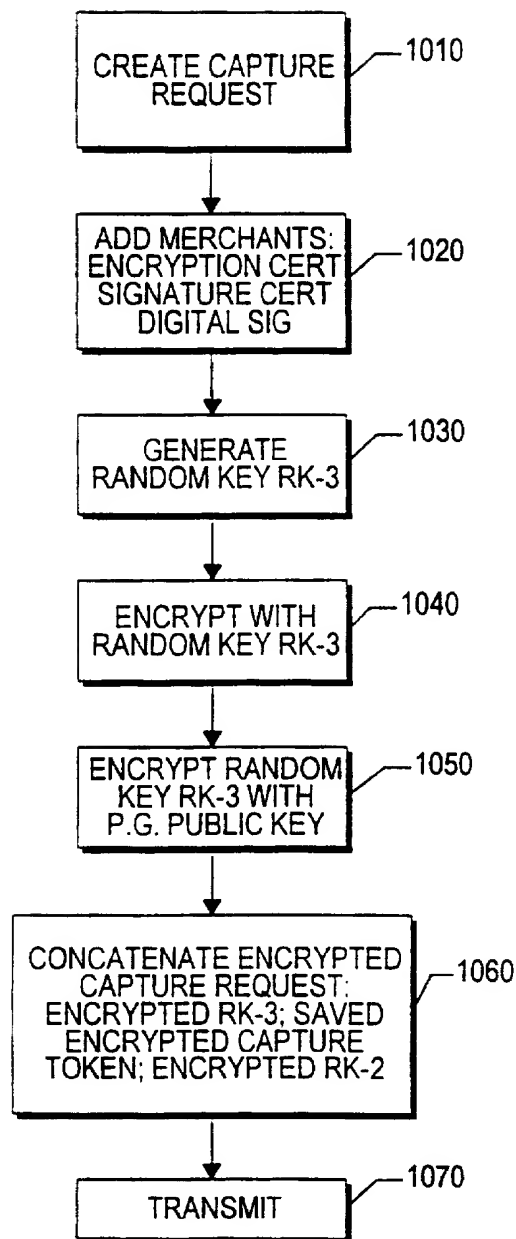 CREATE CAPTURE
REQUEST
1010
ADD MERCHANTS:
ENCRYPTION CERT
SIGNATURE CERT
DIGITAL SIG
1020
GENERATE
RANDOM KEY RK-3
1030
ENCRYPT WITH
RANDOM KEY RK-3
1040
ENCRYPT RANDOM
KEY RK-3 WITH
P.G. PUBLIC KEY
1050
CONCATENATE ENCRYPTED
CAPTURE REQUEST:
ENCRYPTED RK-3; SAVED
ENCRYPTED CAPTURE
TOKEN; ENCRYPTED RK-2
1060
TRANSMIT
1070